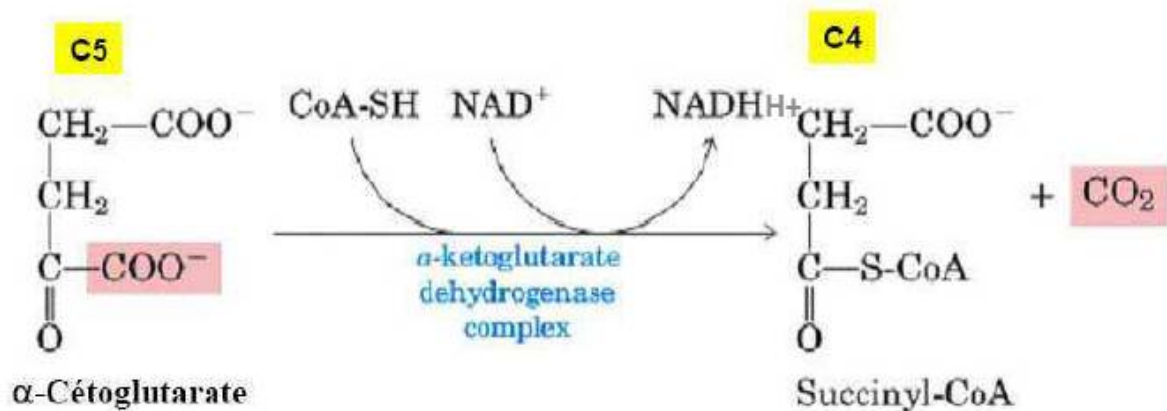 C5
C4
CoA-SH NAD⁺ NADHH+
CH₂—COO⁻
CH₂
C—COO⁻
O
α-Cétoglutarate
α-ketoglutarate
dehydrogenase
complex
CH₂—COO⁻
CH₂
C—S-CoA
O
Succinyl-CoA
+ CO₂